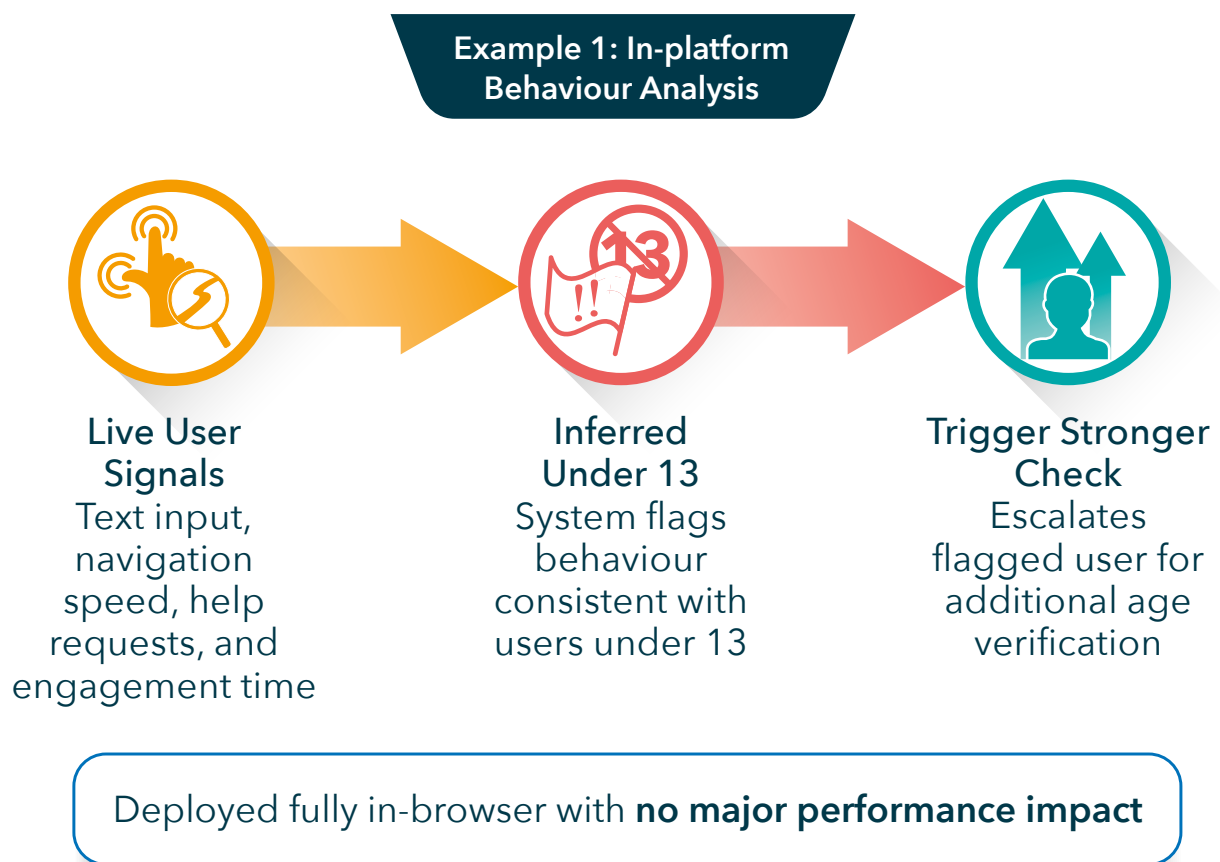 Example 1: In-platform
Behaviour Analysis
13
!!
Live User
Signals
Text input,
navigation
speed, help
requests, and
engagement time
Inferred
Under 13
System flags
behaviour
consistent with
users under 13
Trigger Stronger
Check
Escalates
flagged user for
additional age
verification
Deployed fully in-browser with no major performance impact